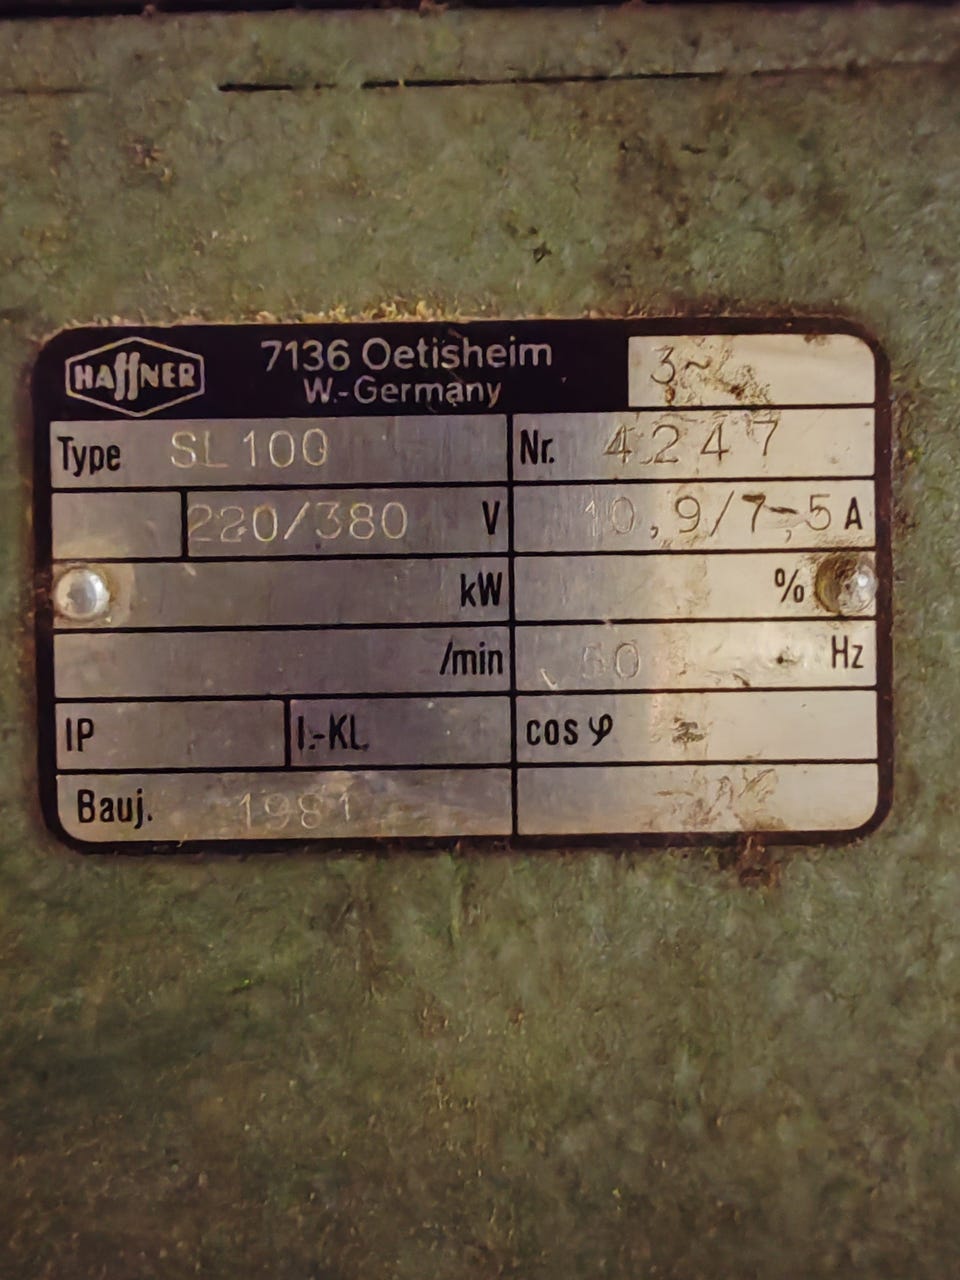 HAFFNER 7136 Oetisheim 3~
W.-Germany
Type SL 100 Nr. 4247
220/380 V 10,9/7,5 A
kW %
/min 50 Hz
IP I.-KL. cos φ
Bauj. 1981